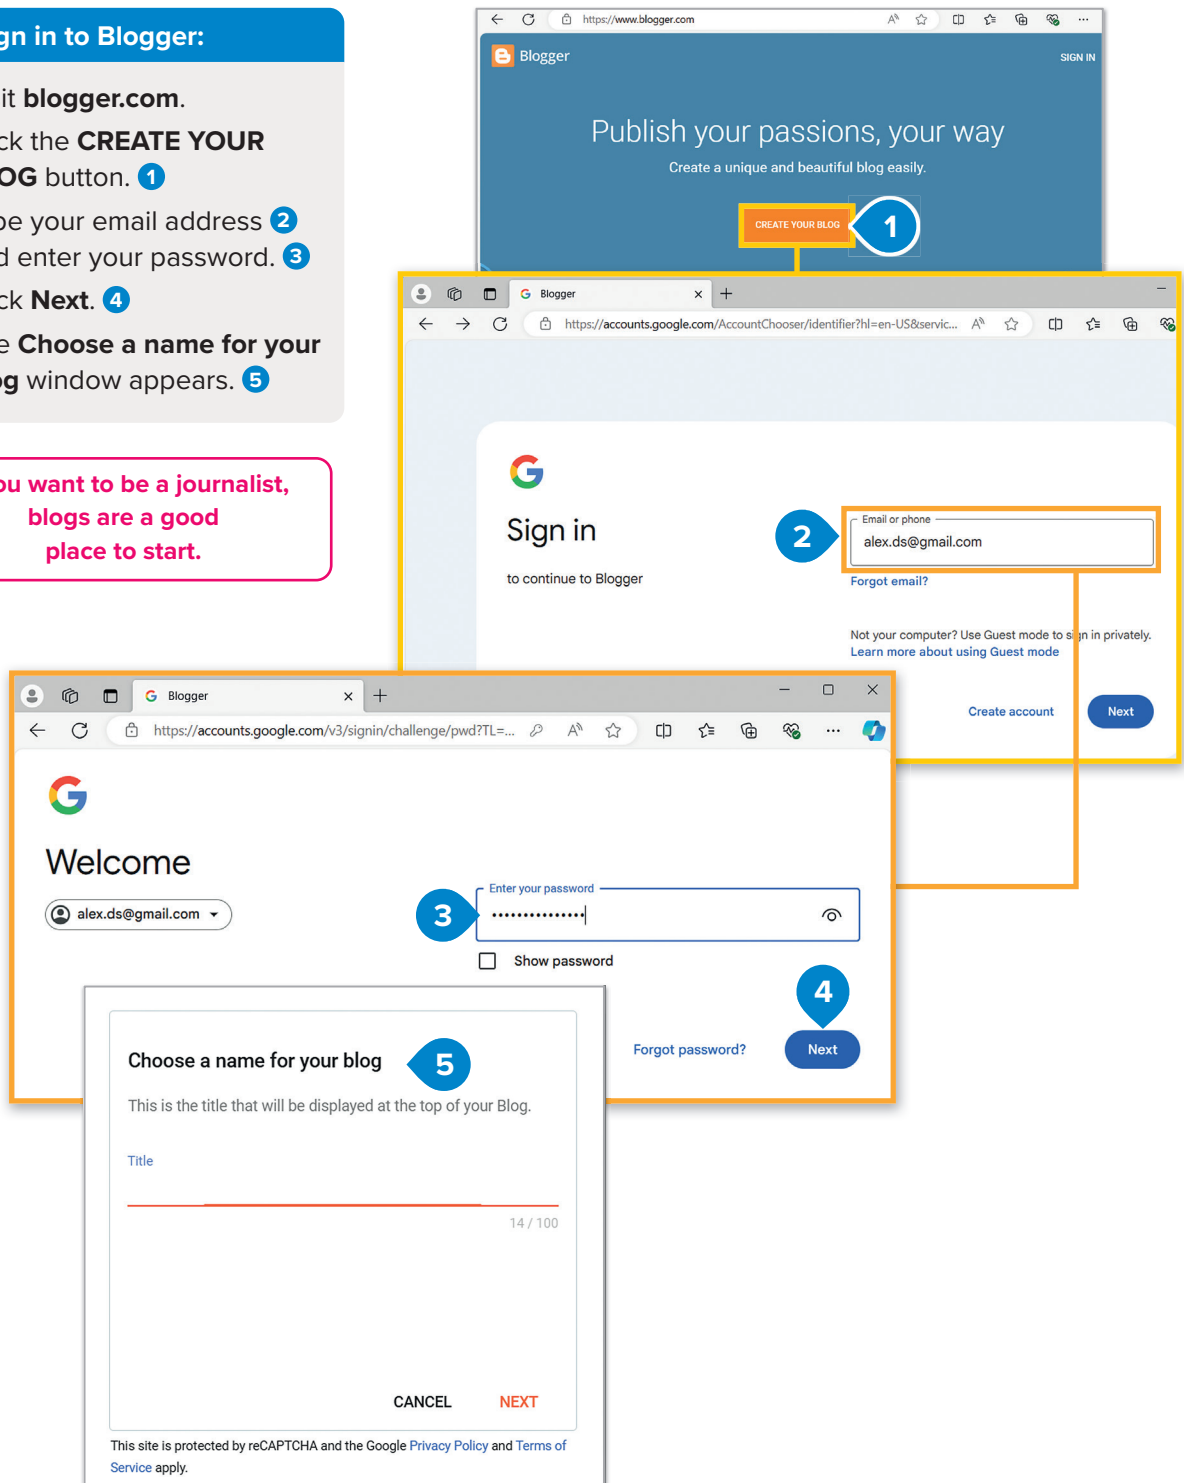 gn in to Blogger:
it blogger.com.
ck the CREATE YOUR
OG button. 1
pe your email address 2
d enter your password. 3
ck Next. 4
e Choose a name for your
og window appears. 5
ou want to be a journalist,
blogs are a good
place to start.
https://www.blogger.com
Blogger
SIGN IN
Publish your passions, your way
Create a unique and beautiful blog easily.
CREATE YOUR BLOG
1
Blogger
https://accounts.google.com/AccountChooser/identifier?hl=en-US&servic...
Sign in
to continue to Blogger
2
Email or phone
alex.ds@gmail.com
Forgot email?
Not your computer? Use Guest mode to sign in privately.
Learn more about using Guest mode
Create account
Next
Blogger
https://accounts.google.com/v3/signin/challenge/pwd?TL=...
Welcome
alex.ds@gmail.com
3
Enter your password
Show password
4
Forgot password?
Next
Choose a name for your blog
5
This is the title that will be displayed at the top of your Blog.
Title
14 / 100
CANCEL
NEXT
This site is protected by reCAPTCHA and the Google Privacy Policy and Terms of
Service apply.